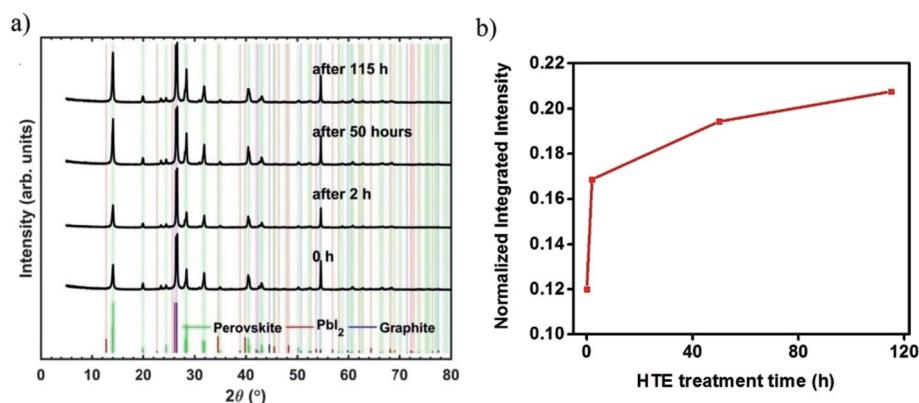 a)
after 115 h
after 50 hours
after 2 h
0 h
Perovskite PbI2 Graphite
Intensity (arb. units)
0 10 20 30 40 50 60 70 80
2θ (°)
b)
Normalized Integrated Intensity
0.22
0.20
0.18
0.16
0.14
0.12
0.10
0 40 80 120
HTE treatment time (h)